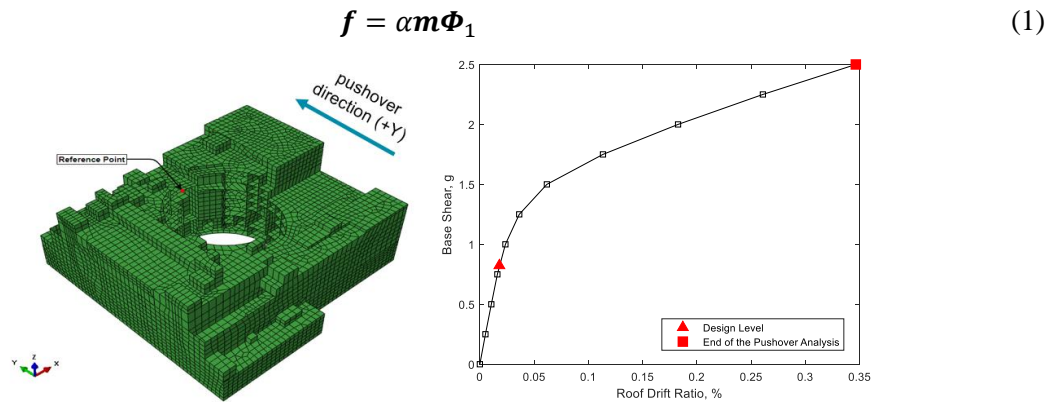 f = αmΦ₁ (1)
pushover
direction (+Y)
Reference Point
Z
Y X
2.5
2
1.5
1
0.5
0
Base Shear, g
Design Level
End of the Pushover Analysis
0 0.05 0.1 0.15 0.2 0.25 0.3 0.35
Roof Drift Ratio, %